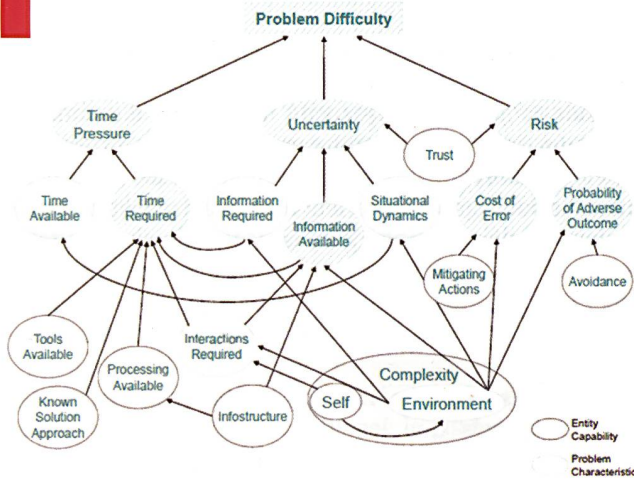 Problem Difficulty
Time
Pressure
Uncertainty
Risk
Trust
Time
Available
Time
Required
Information
Required
Information
Available
Situational
Dynamics
Cost of
Error
Probability
of Adverse
Outcome
Mitigating
Actions
Avoidance
Tools
Available
Known
Solution
Approach
Processing
Available
Interactions
Required
Infostructure
Complexity
Self
Environment
Entity
Capability
Problem
Characteristic